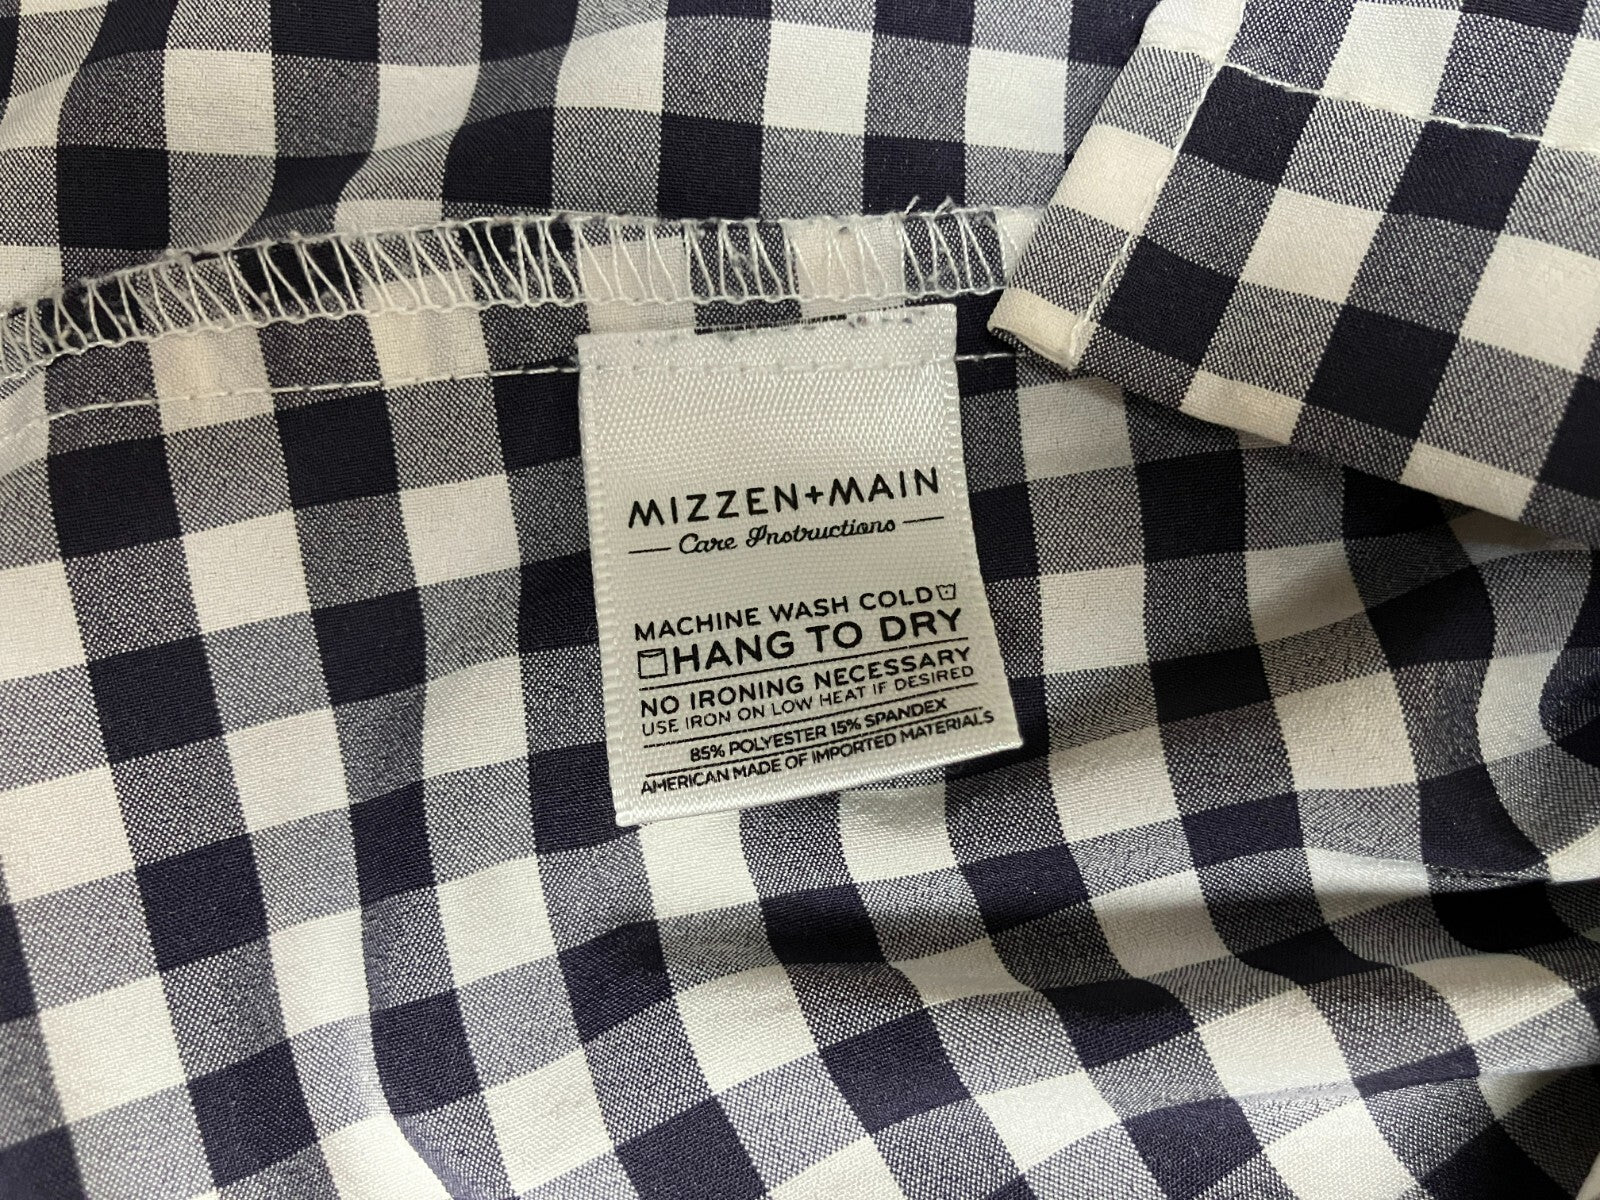 MIZZEN+MAIN
Care Instructions
MACHINE WASH COLD
HANG TO DRY
NO IRONING NECESSARY
USE IRON ON LOW HEAT IF DESIRED
85% POLYESTER 15% SPANDEX
AMERICAN MADE OF IMPORTED MATERIALS